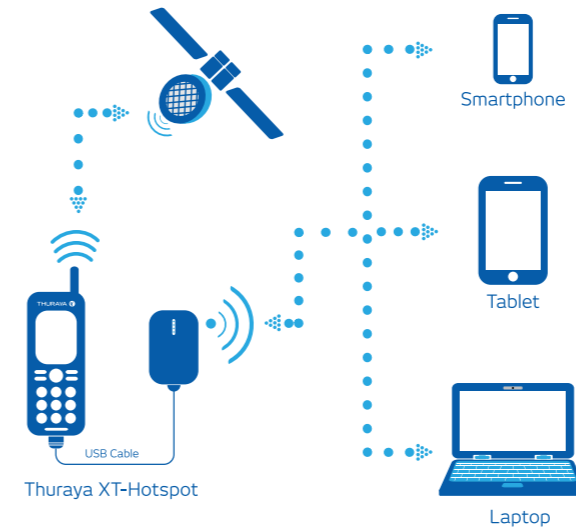 Smartphone
Tablet
THURAYA
USB Cable
Thuraya XT-Hotspot
Laptop